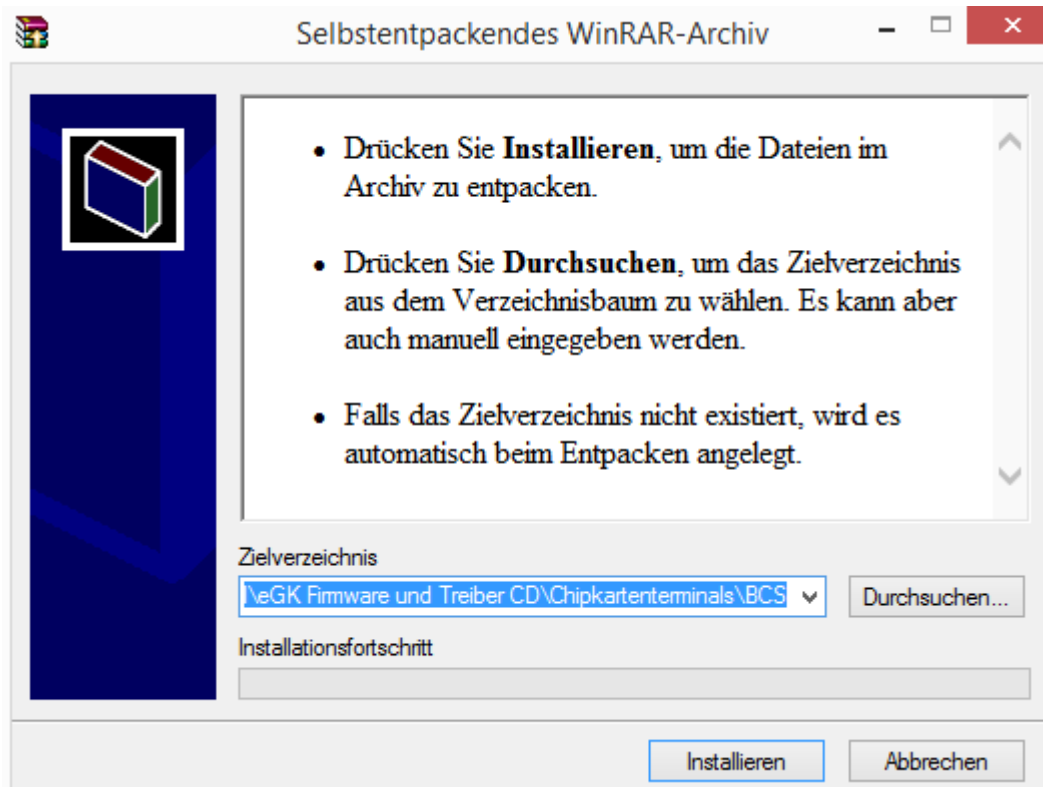 Selbstentpackendes WinRAR-Archiv
• Drücken Sie Installieren, um die Dateien im
Archiv zu entpacken.
• Drücken Sie Durchsuchen, um das Zielverzeichnis
aus dem Verzeichnisbaum zu wählen. Es kann aber
auch manuell eingegeben werden.
• Falls das Zielverzeichnis nicht existiert, wird es
automatisch beim Entpacken angelegt.
Zielverzeichnis
\eGK Firmware und Treiber CD\Chipkartenterminals\BCS
Durchsuchen...
Installationsfortschritt
Installieren
Abbrechen